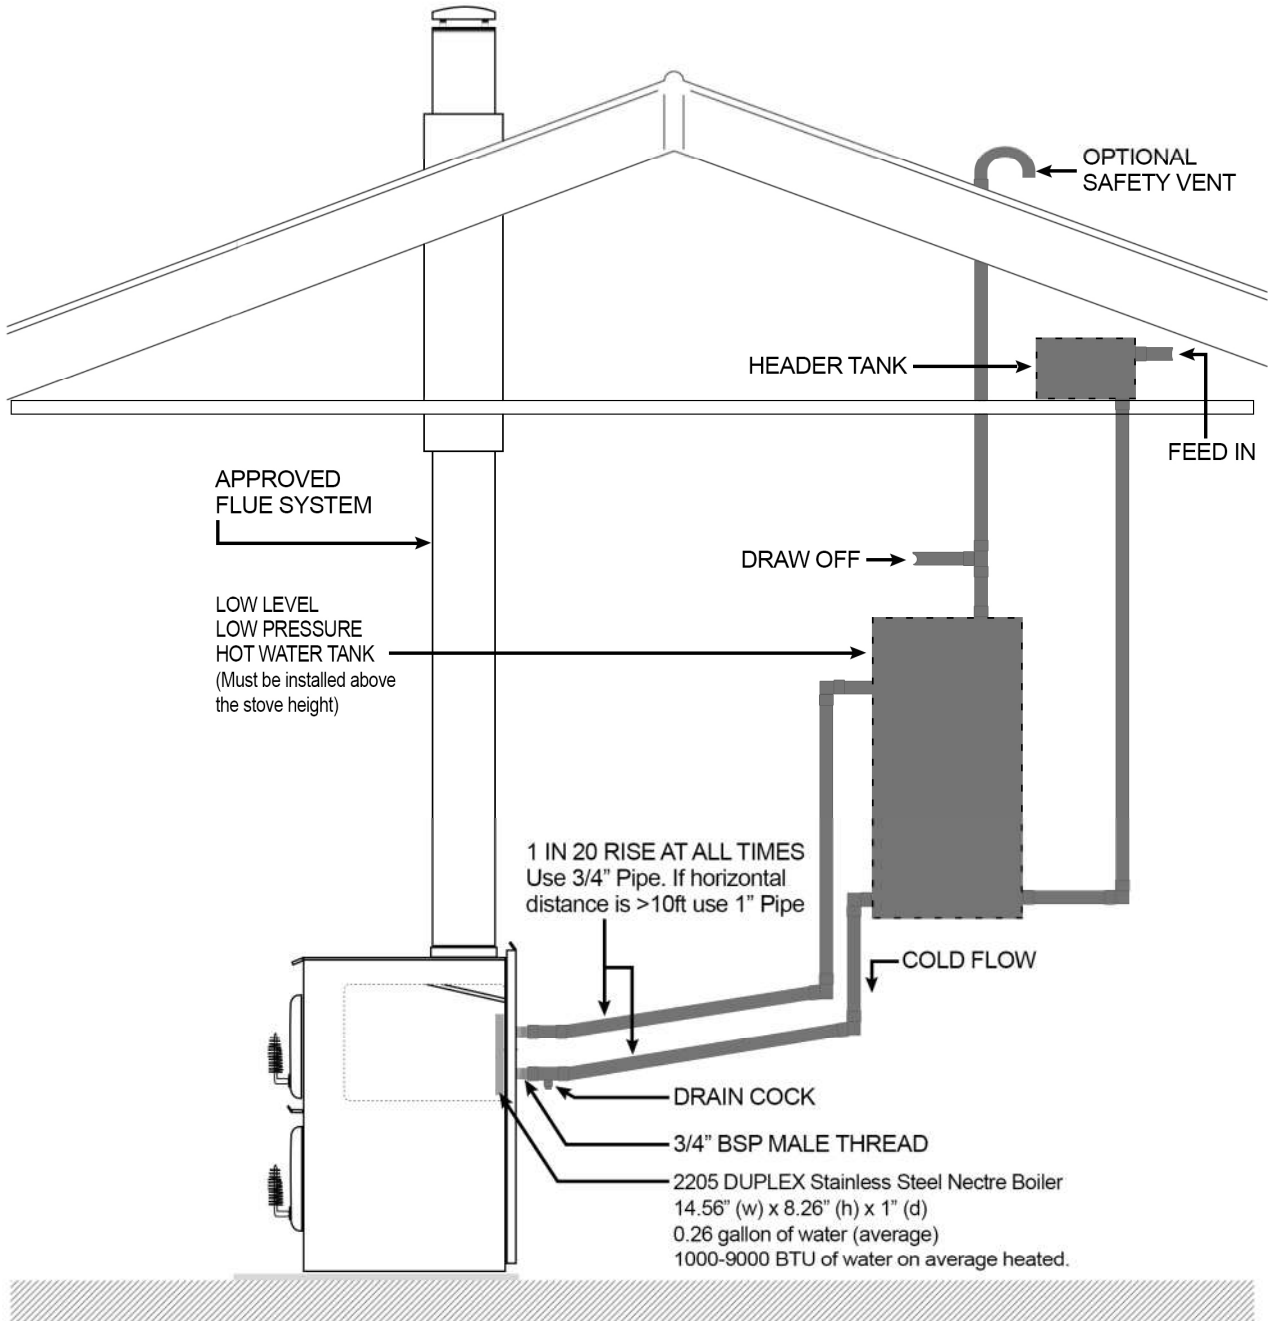 OPTIONAL
SAFETY VENT
HEADER TANK
FEED IN
APPROVED
FLUE SYSTEM
DRAW OFF
LOW LEVEL
LOW PRESSURE
HOT WATER TANK
(Must be installed above
the stove height)
1 IN 20 RISE AT ALL TIMES
Use 3/4” Pipe. If horizontal
distance is >10ft use 1” Pipe
COLD FLOW
DRAIN COCK
3/4” BSP MALE THREAD
2205 DUPLEX Stainless Steel Nectre Boiler
14.56” (w) x 8.26” (h) x 1” (d)
0.26 gallon of water (average)
1000-9000 BTU of water on average heated.